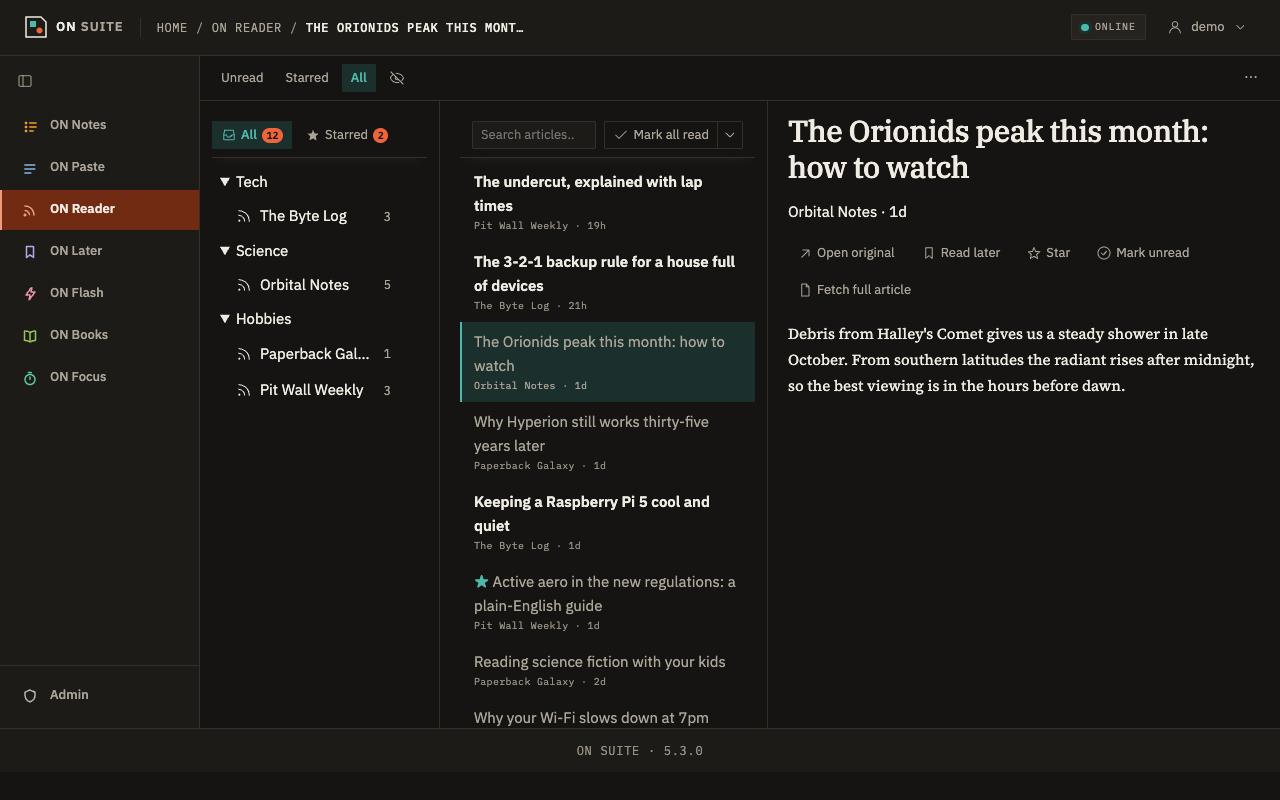 ON SUITE
HOME / ON READER / THE ORIONIDS PEAK THIS MONT…
ONLINE
demo
Unread Starred All
...
ON Notes
ON Paste
ON Reader
ON Later
ON Flash
ON Books
ON Focus
Admin
All 12 Starred 2
Tech
The Byte Log 3
Science
Orbital Notes 5
Hobbies
Paperback Gal... 1
Pit Wall Weekly 3
Search articles..
Mark all read
The undercut, explained with lap
times
Pit Wall Weekly · 19h
The 3-2-1 backup rule for a house full
of devices
The Byte Log · 21h
The Orionids peak this month: how to
watch
Orbital Notes · 1d
Why Hyperion still works thirty-five
years later
Paperback Galaxy · 1d
Keeping a Raspberry Pi 5 cool and
quiet
The Byte Log · 1d
Active aero in the new regulations: a
plain-English guide
Pit Wall Weekly · 1d
Reading science fiction with your kids
Paperback Galaxy · 2d
Why your Wi-Fi slows down at 7pm
The Orionids peak this month:
how to watch
Orbital Notes · 1d
Open original Read later Star Mark unread
Fetch full article
Debris from Halley's Comet gives us a steady shower in late
October. From southern latitudes the radiant rises after midnight,
so the best viewing is in the hours before dawn.
ON SUITE · 5.3.0